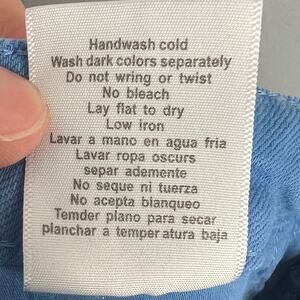 Handwash cold
Wash dark colors separately
Do not wring or twist
No bleach
Lay flat to dry
Low iron
Lavar a mano en agua fria
Lavar ropa oscurs
separ ademente
No seque ni tuerza
No acepta blanqueo
Temder plano para secar
planchar a temper atura baja